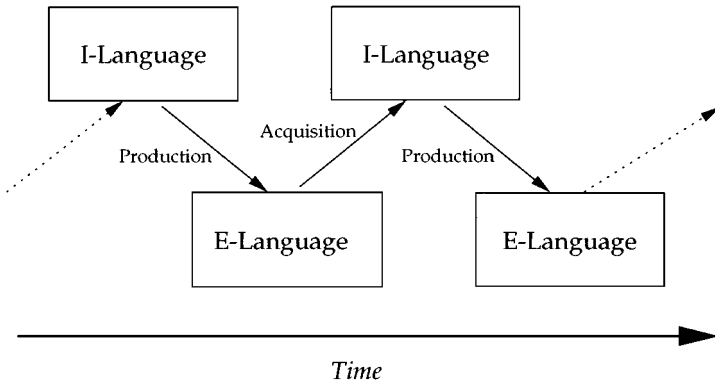 I-Language
I-Language
Acquisition
Production
Production
E-Language
E-Language
Time